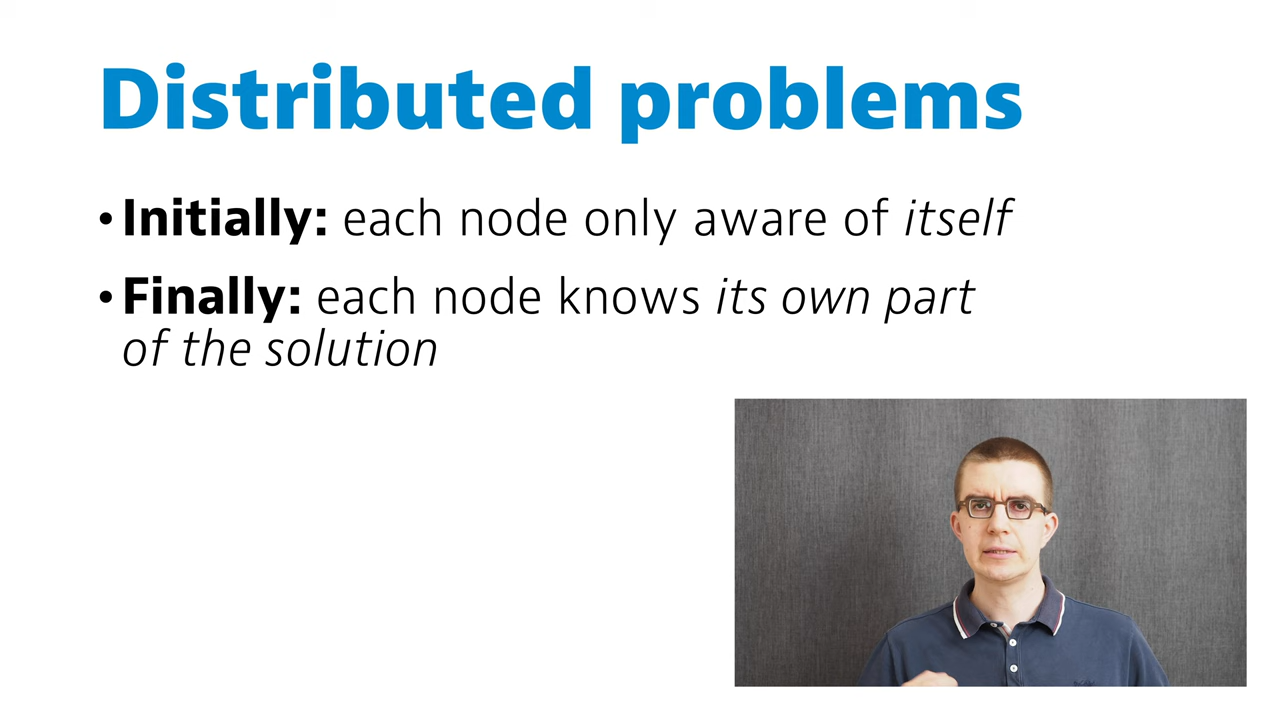 Distributed problems
• Initially: each node only aware of itself
• Finally: each node knows its own part
of the solution